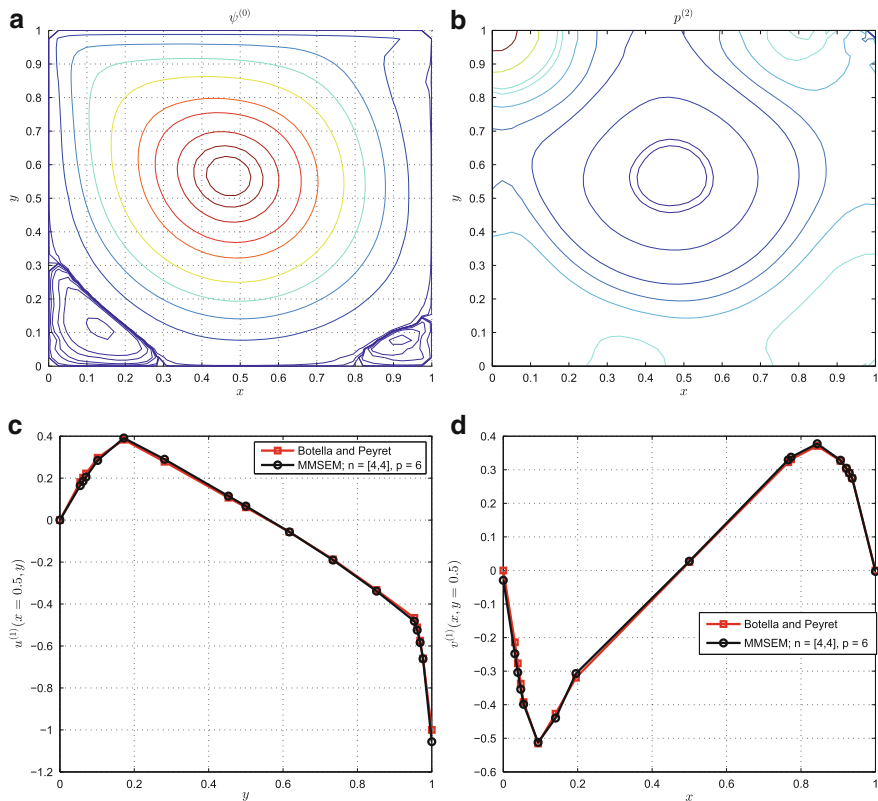 a
ψ(0)
1
0.9
0.8
0.7
0.6
0.5
0.4
0.3
0.2
0.1
0
y
0 0.1 0.2 0.3 0.4 0.5 0.6 0.7 0.8 0.9 1
x
b
p(2)
1
0.9
0.8
0.7
0.6
0.5
0.4
0.3
0.2
0.1
0
y
0 0.1 0.2 0.3 0.4 0.5 0.6 0.7 0.8 0.9 1
x
c
0.4
0.2
0
−0.2
−0.4
−0.6
−0.8
−1
−1.2
u(1)(x = 0.5, y)
Botella and Peyret
MMSEM; n = [4,4], p = 6
0 0.2 0.4 0.6 0.8 1
y
d
0.4
0.3
0.2
0.1
0
−0.1
−0.2
−0.3
−0.4
−0.5
−0.6
v(1)(x, y = 0.5)
Botella and Peyret
MMSEM; n = [4,4], p = 6
0 0.2 0.4 0.6 0.8 1
x